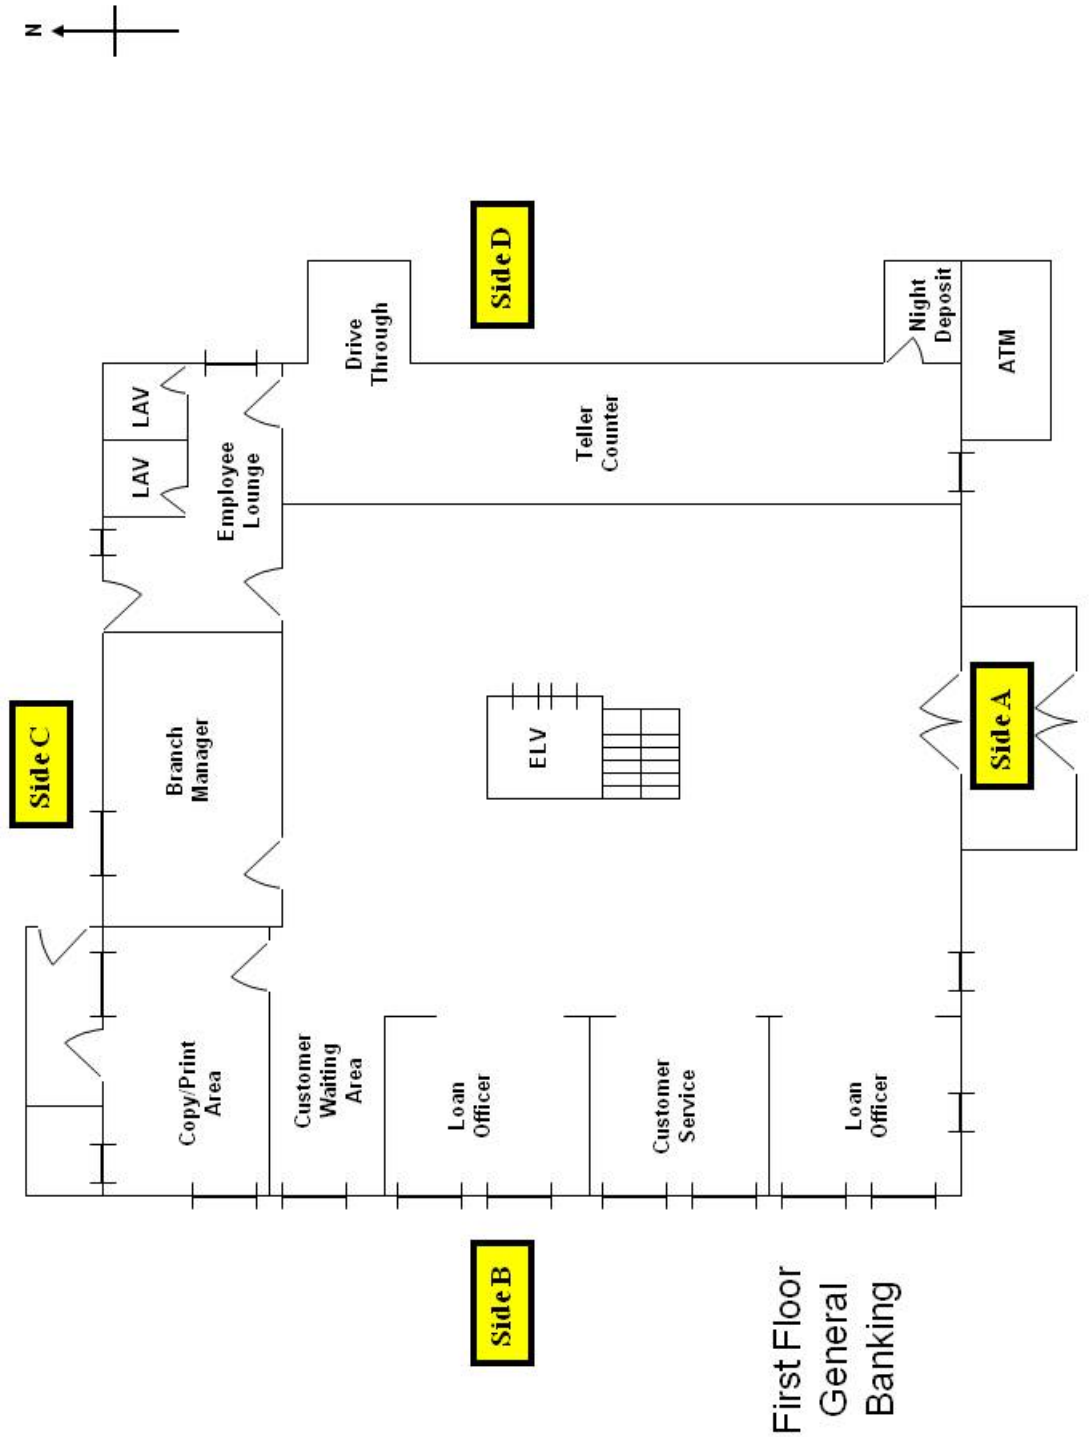 N
Side C
Side D
Side B
Side A
LAV
LAV
Employee
Lounge
Branch
Manager
Copy/Print
Area
Customer
Waiting
Area
Loan
Officer
Customer
Service
Loan
Officer
ELV
Teller
Counter
Drive
Through
Night
Deposit
ATM
First Floor
General
Banking